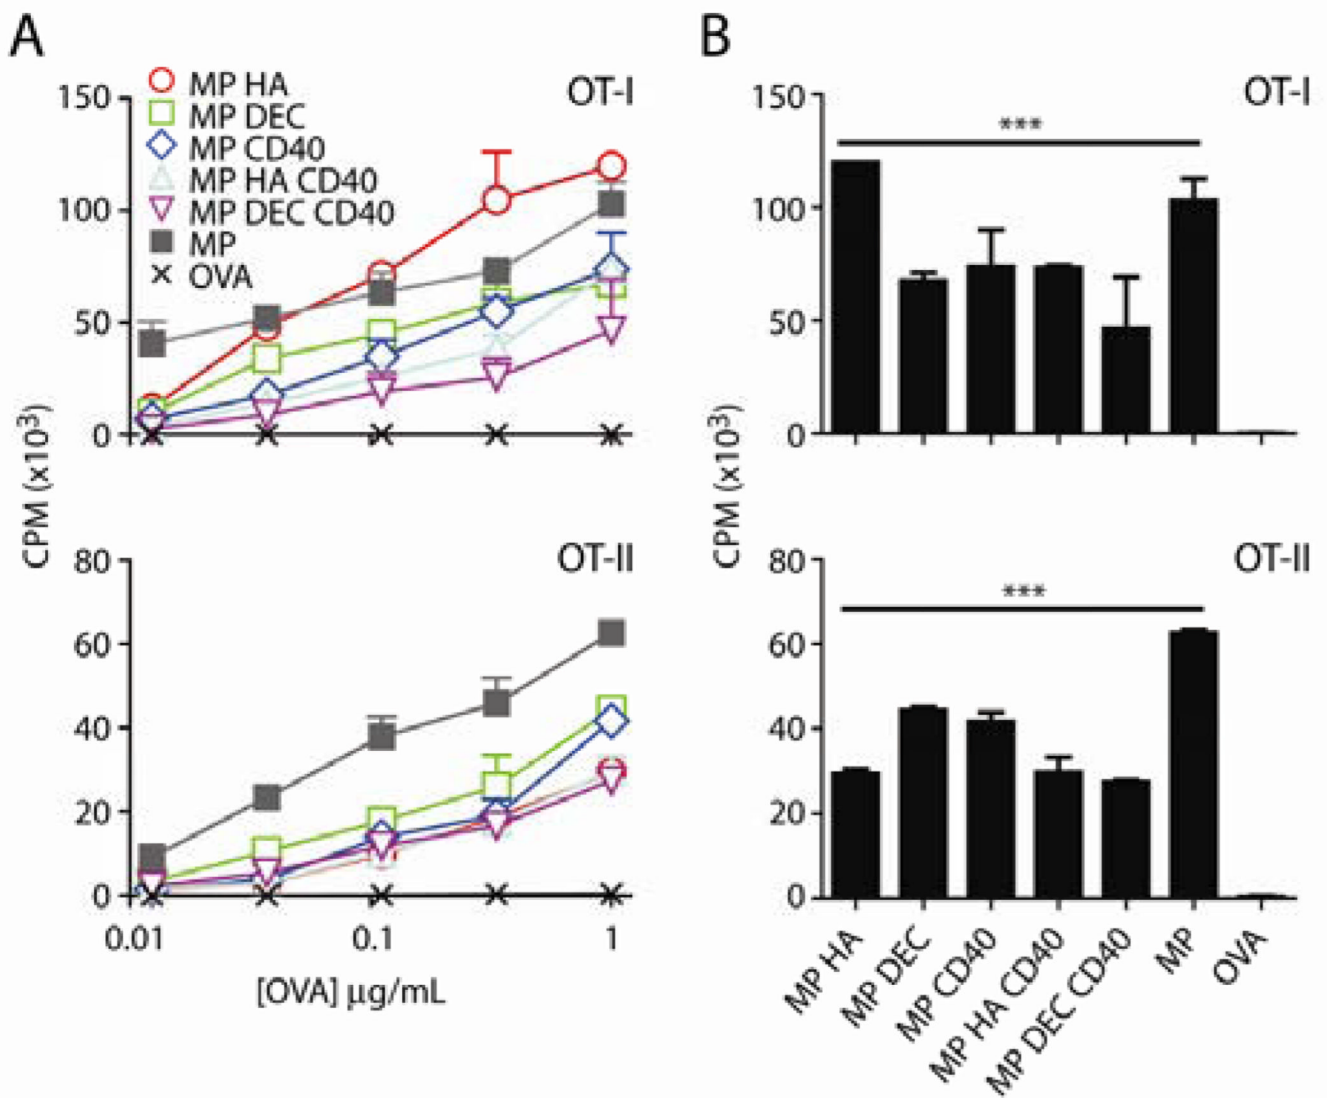 A
MP HA
MP DEC
MP CD40
MP HA CD40
MP DEC CD40
MP
OVA
OT-I
150
100
50
0
CPM (x10³)
OT-II
80
60
40
20
0
0.01
0.1
1
[OVA] µg/mL
B
OT-I
***
150
100
50
0
CPM (x10³)
OT-II
***
80
60
40
20
0
MP HA
MP DEC
MP CD40
MP HA CD40
MP DEC CD40
MP
OVA